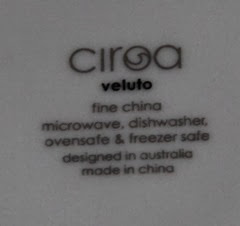 ciroa
veluto
fine china
microwave, dishwasher,
ovensafe & freezer safe
designed in australia
made in china